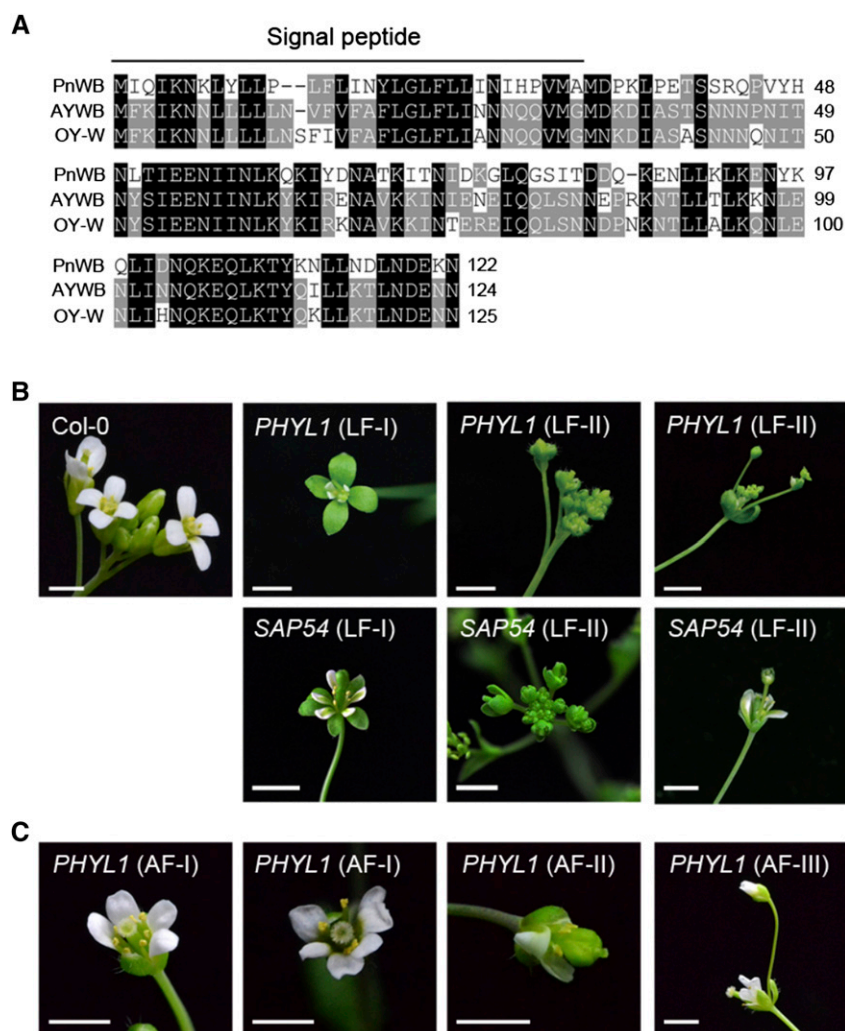 A
Signal peptide
PnWB MIQIKNKLYLLP--LFLINYLGLFLLINIHPVMAMDPKLPETSSRQPVYH 48
AYWB MFKIKNNLLLLLN-VFVFAFLGLFLINNNQQVMGMNKDIASTSNNNPNIT 49
OY-W MFKIKNNLLLLNSFIVFAFLGLFLIANNQQVMGMNKDIASASNNNQNIT 50
PnWB NLTIEENIINLKQKIYDNATKITNIDKGLQGSITDDQ-KENLLKLKENYK 97
AYWB NYSIEENIINLKYKIRENAVKKINIENEIQQLSNNEPRKNTLLTLKKNLE 99
OY-W NYSIEENIINLKYKIRKNAVKKINTEREIQQLSNNDPNKNTLLALKQNLE 100
PnWB QLIDNQKEQLKTYKNLLNDLNDEKN 122
AYWB NLINNQKEQLKTYQILLKTLNDENN 124
OY-W NLIHNQKEQLKTYQKLLKTLNDENN 125
B
Col-0 PHYL1 (LF-I) PHYL1 (LF-II) PHYL1 (LF-II)
SAP54 (LF-I) SAP54 (LF-II) SAP54 (LF-II)
C
PHYL1 (AF-I) PHYL1 (AF-I) PHYL1 (AF-II) PHYL1 (AF-III)